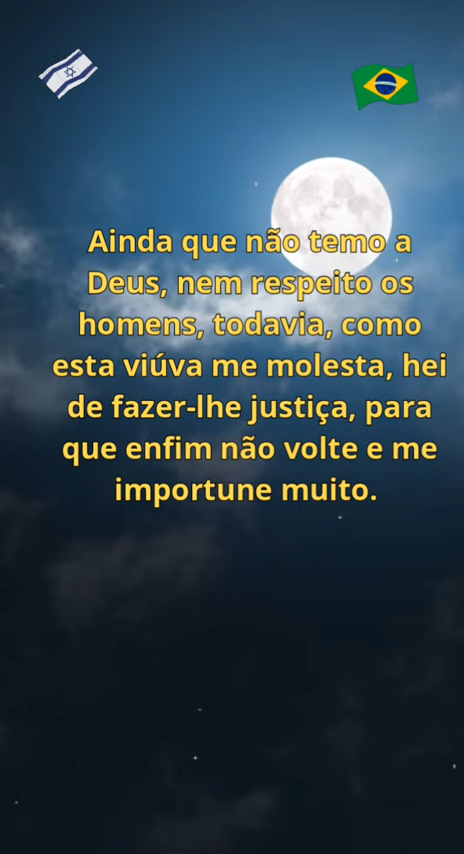 Ainda que não temo a
Deus, nem respeito os
homens, todavia, como
esta viúva me molesta, hei
de fazer-lhe justiça, para
que enfim não volte e me
importune muito.